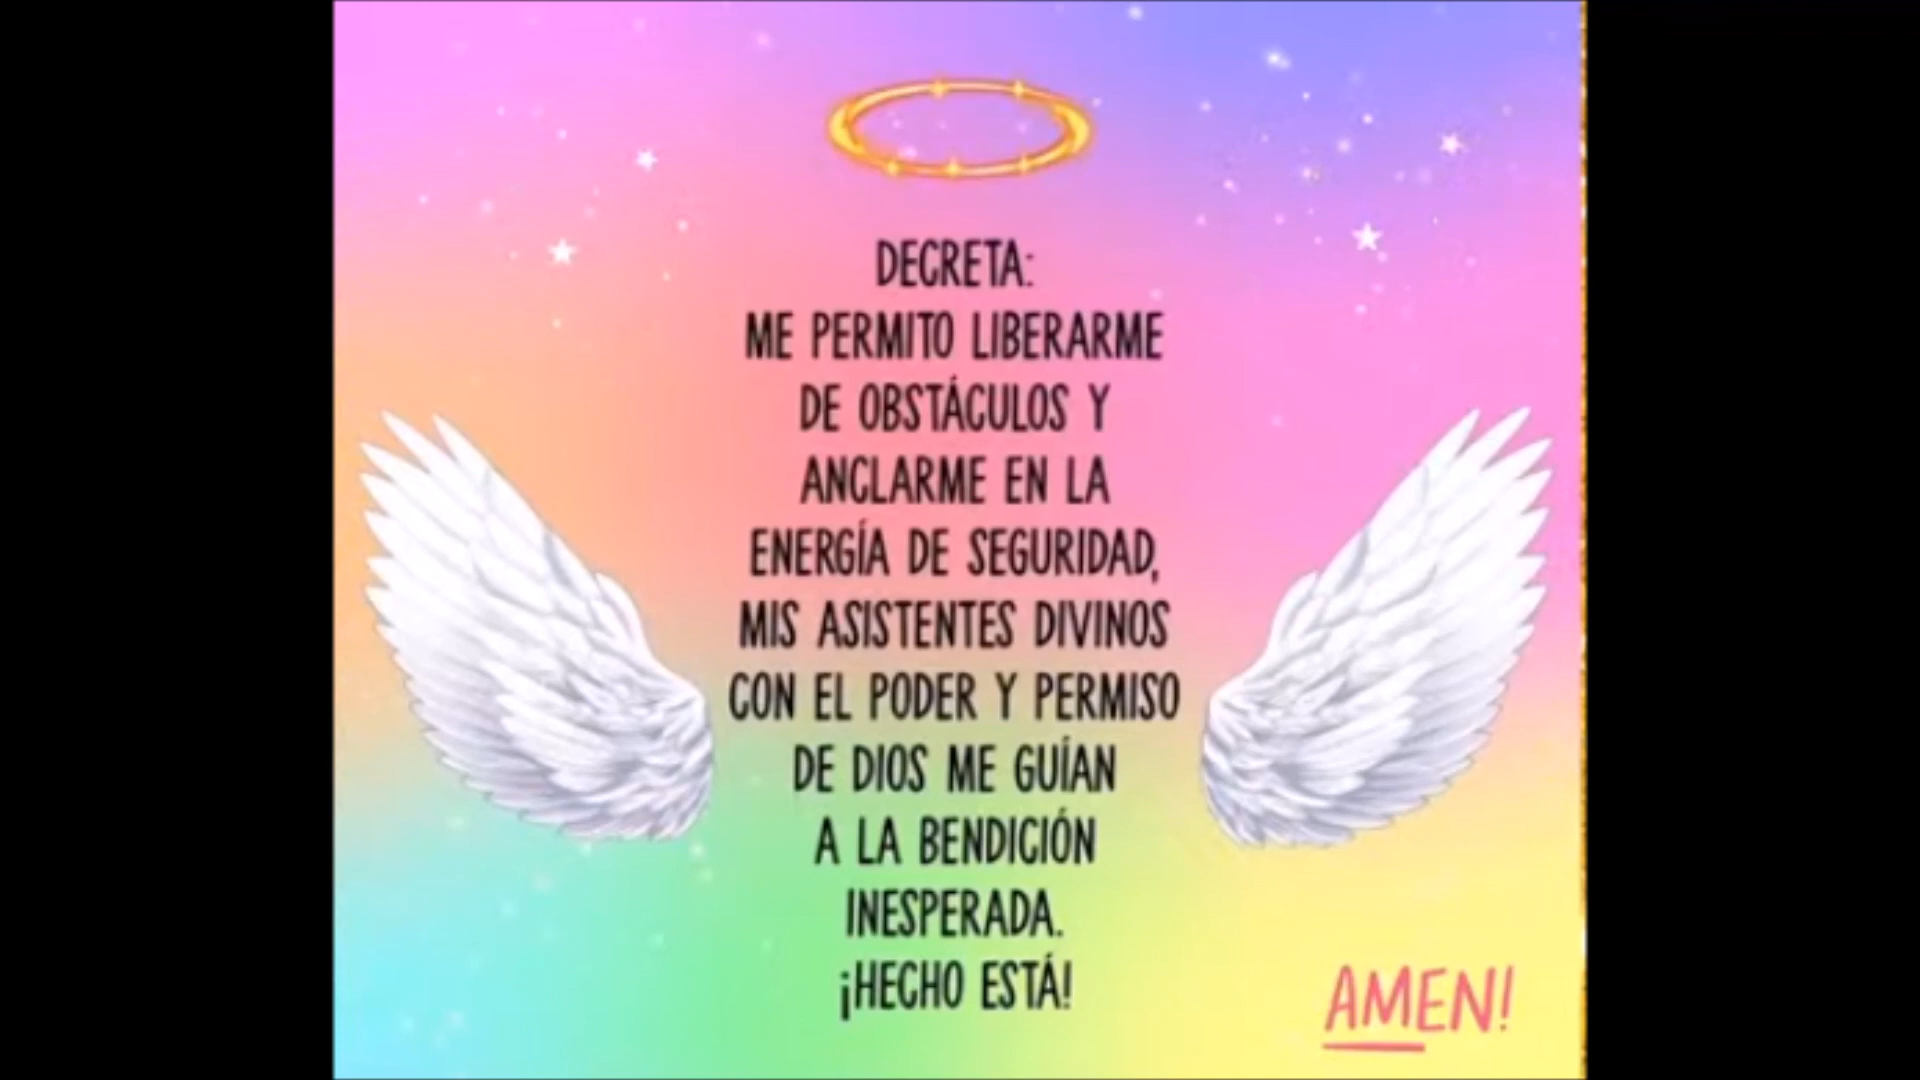 DECRETA:
ME PERMITO LIBERARME
DE OBSTÁCULOS Y
ANCLARME EN LA
ENERGÍA DE SEGURIDAD,
MIS ASISTENTES DIVINOS
CON EL PODER Y PERMISO
DE DIOS ME GUÍAN
A LA BENDICIÓN
INESPERADA.
¡HECHO ESTÁ!
AMEN!